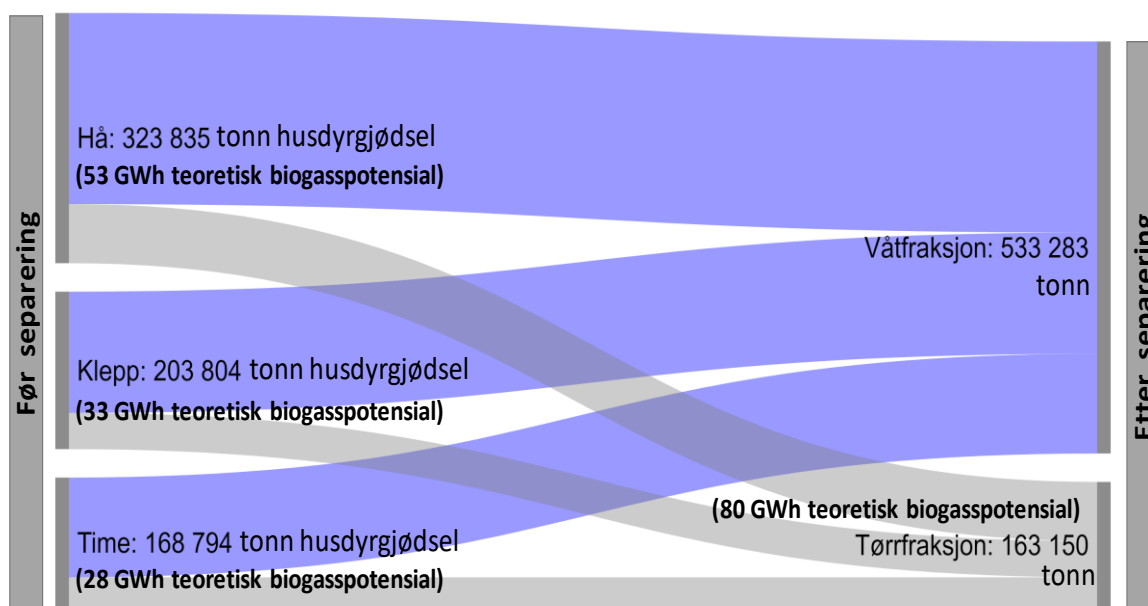 Før separering
Hå: 323 835 tonn husdyrgjødsel
(53 GWh teoretisk biogasspotensial)
Klepp: 203 804 tonn husdyrgjødsel
(33 GWh teoretisk biogasspotensial)
Time: 168 794 tonn husdyrgjødsel
(28 GWh teoretisk biogasspotensial)
Våtfraksjon: 533 283
tonn
(80 GWh teoretisk biogasspotensial)
Tørrfraksjon: 163 150
tonn
Etter separering